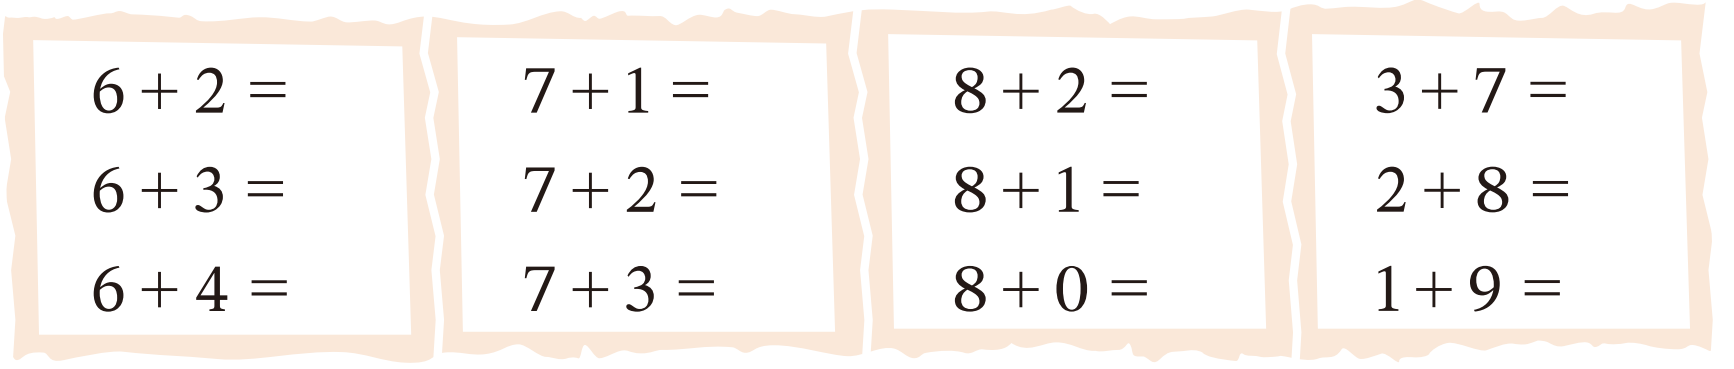 6 + 2 =
6 + 3 =
6 + 4 =
7 + 1 =
7 + 2 =
7 + 3 =
8 + 2 =
8 + 1 =
8 + 0 =
3 + 7 =
2 + 8 =
1 + 9 =